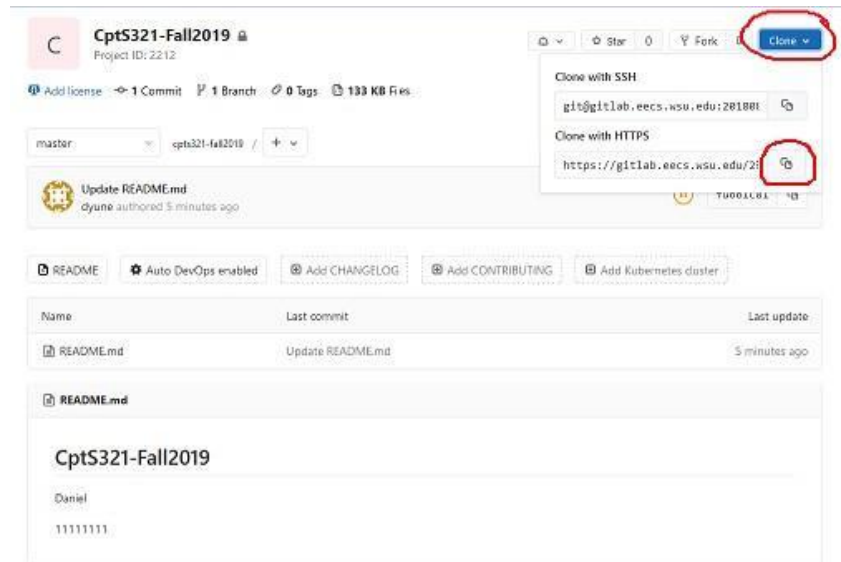 C
CptS321-Fall2019
Project ID: 2212
Star 0
Fork
Clone
Add license 1 Commit 1 Branch 0 Tags 133 KB Files
Clone with SSH
git@gitlab.eecs.wsu.edu:
Clone with HTTPS
https://gitlab.eecs.wsu.edu/
master cpts321-fall2019 / +
Update README.md
dyune authored 5 minutes ago
README Auto DevOps enabled Add CHANGELOG Add CONTRIBUTING Add Kubernetes cluster
Name Last commit Last update
README.md Update README.md 5 minutes ago
README.md
CptS321-Fall2019
Daniel
11111111